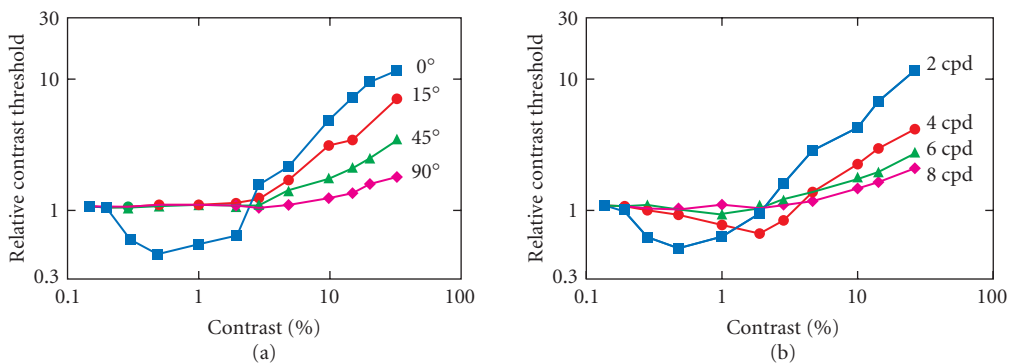 30
10
1
0.3
Relative contrast threshold
0°
15°
45°
90°
0.1 1 10 100
Contrast (%)
(a)
30
10
1
0.3
Relative contrast threshold
2 cpd
4 cpd
6 cpd
8 cpd
0.1 1 10 100
Contrast (%)
(b)